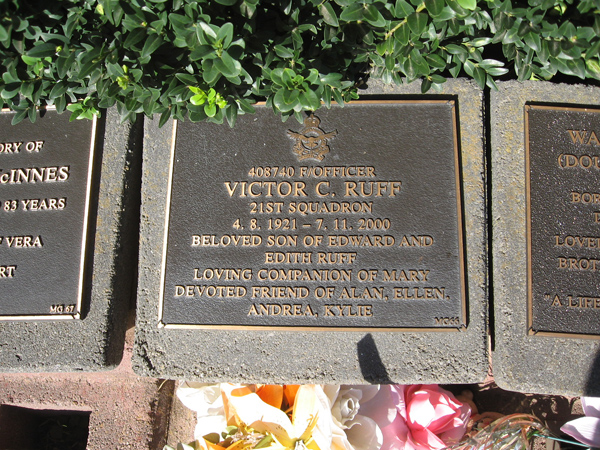 ORY OF
cINNES
83 YEARS
VERA
RT
MG 67
408740 F/OFFICER
VICTOR C. RUFF
21ST SQUADRON
4. 8. 1921 - 7. 11. 2000
BELOVED SON OF EDWARD AND
EDITH RUFF
LOVING COMPANION OF MARY
DEVOTED FRIEND OF ALAN, ELLEN,
ANDREA, KYLIE
WA
(DO
BOR
LOVE
BROT
"A LIFE